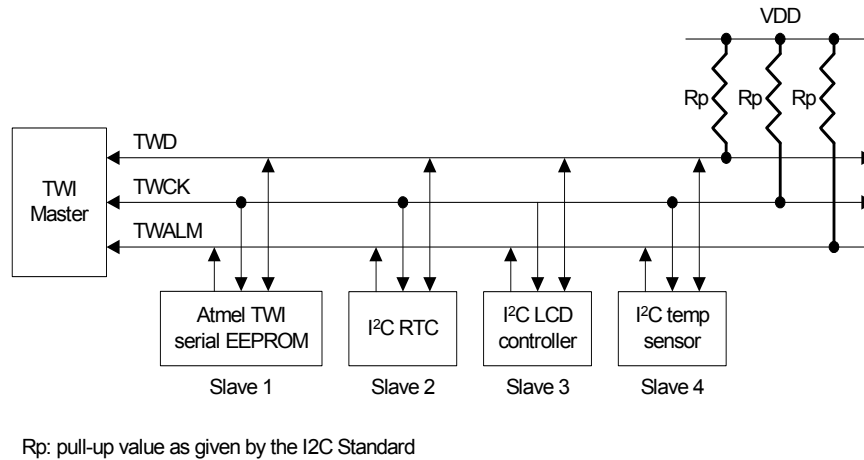 VDD
Rp Rp Rp
TWI
Master
TWD
TWCK
TWALM
Atmel TWI
serial EEPROM
I²C RTC
I²C LCD
controller
I²C temp
sensor
Slave 1 Slave 2 Slave 3 Slave 4
Rp: pull-up value as given by the I2C Standard